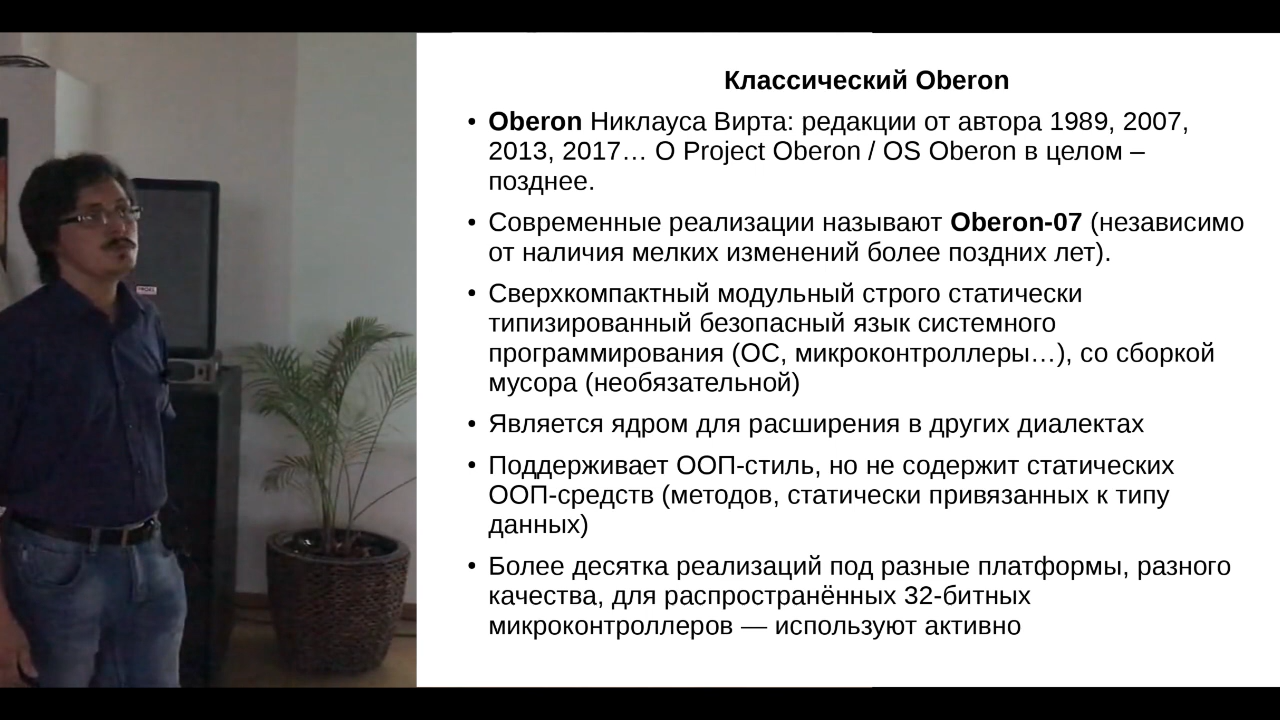 Классический Oberon
• Oberon Никлауса Вирта: редакции от автора 1989, 2007,
2013, 2017… О Project Oberon / OS Oberon в целом –
позднее.
• Современные реализации называют Oberon-07 (независимо
от наличия мелких изменений более поздних лет).
• Сверхкомпактный модульный строго статически
типизированный безопасный язык системного
программирования (ОС, микроконтроллеры…), со сборкой
мусора (необязательной)
• Является ядром для расширения в других диалектах
• Поддерживает ООП-стиль, но не содержит статических
ООП-средств (методов, статически привязанных к типу
данных)
• Более десятка реализаций под разные платформы, разного
качества, для распространённых 32-битных
микроконтроллеров — используют активно